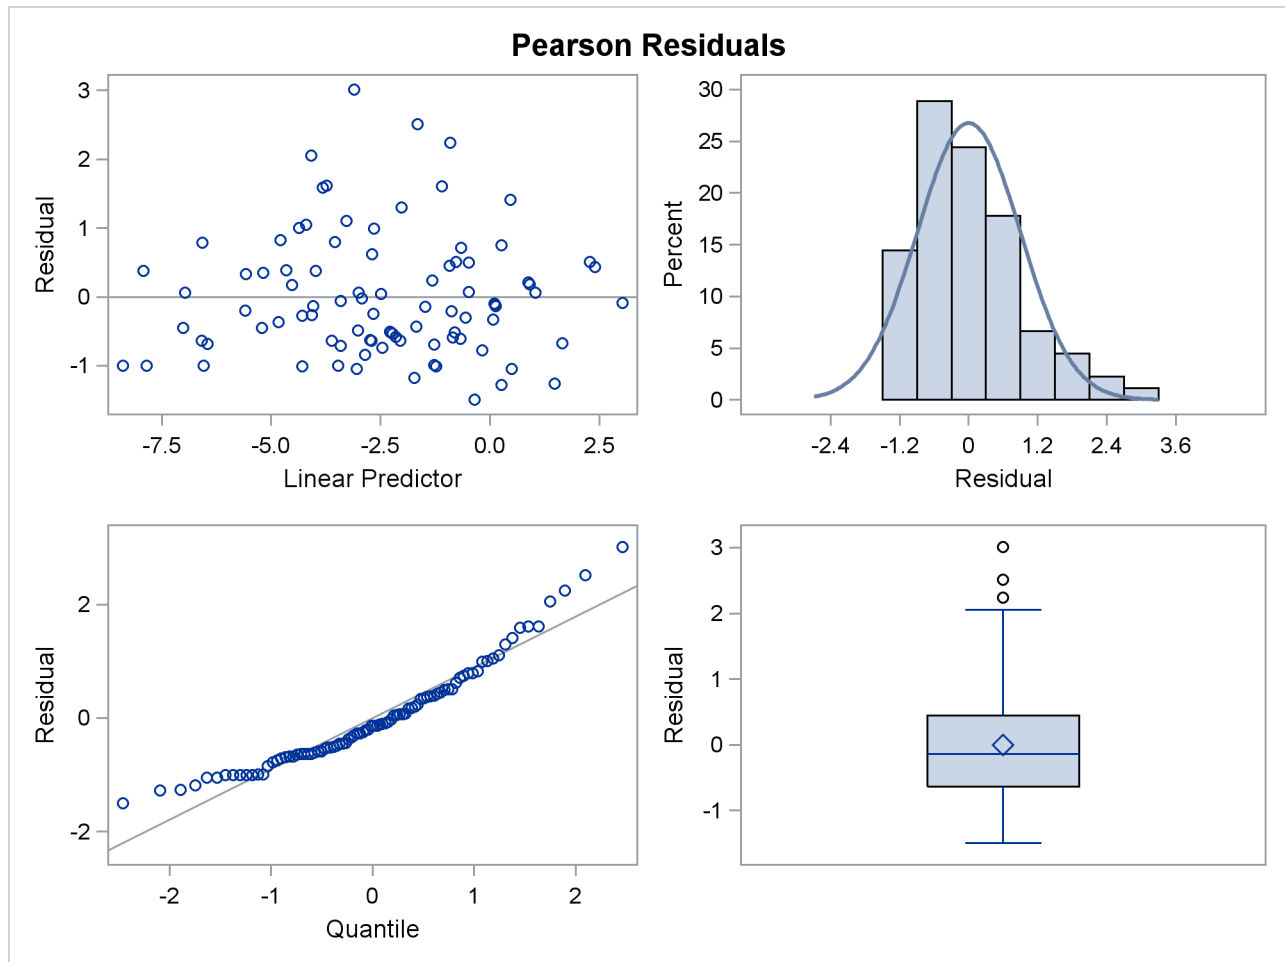 Pearson Residuals
3
2
1
0
-1
Residual
-7.5 -5.0 -2.5 0.0 2.5
Linear Predictor
30
25
20
15
10
5
0
Percent
-2.4 -1.2 0 1.2 2.4 3.6
Residual
2
0
-2
Residual
-2 -1 0 1 2
Quantile
3
2
1
0
-1
Residual